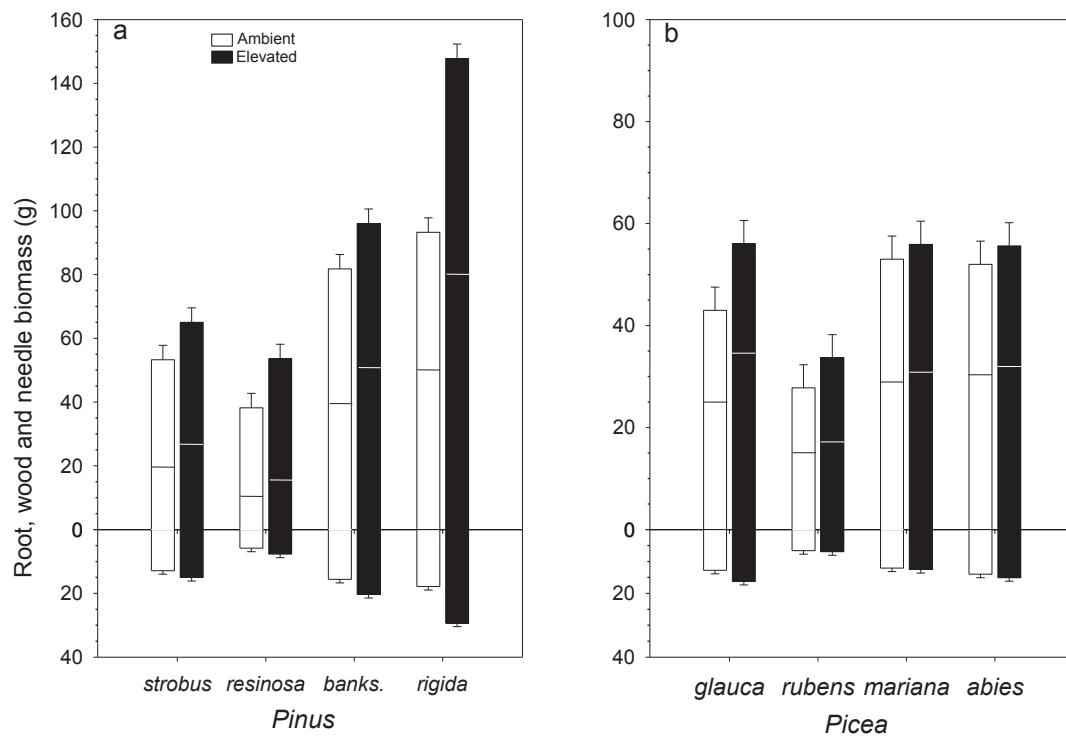 a
Ambient
Elevated
160
140
120
100
80
60
40
20
0
20
40
Root, wood and needle biomass (g)
strobus resinosa banks. rigida
Pinus
b
100
80
60
40
20
0
20
40
glauca rubens mariana abies
Picea